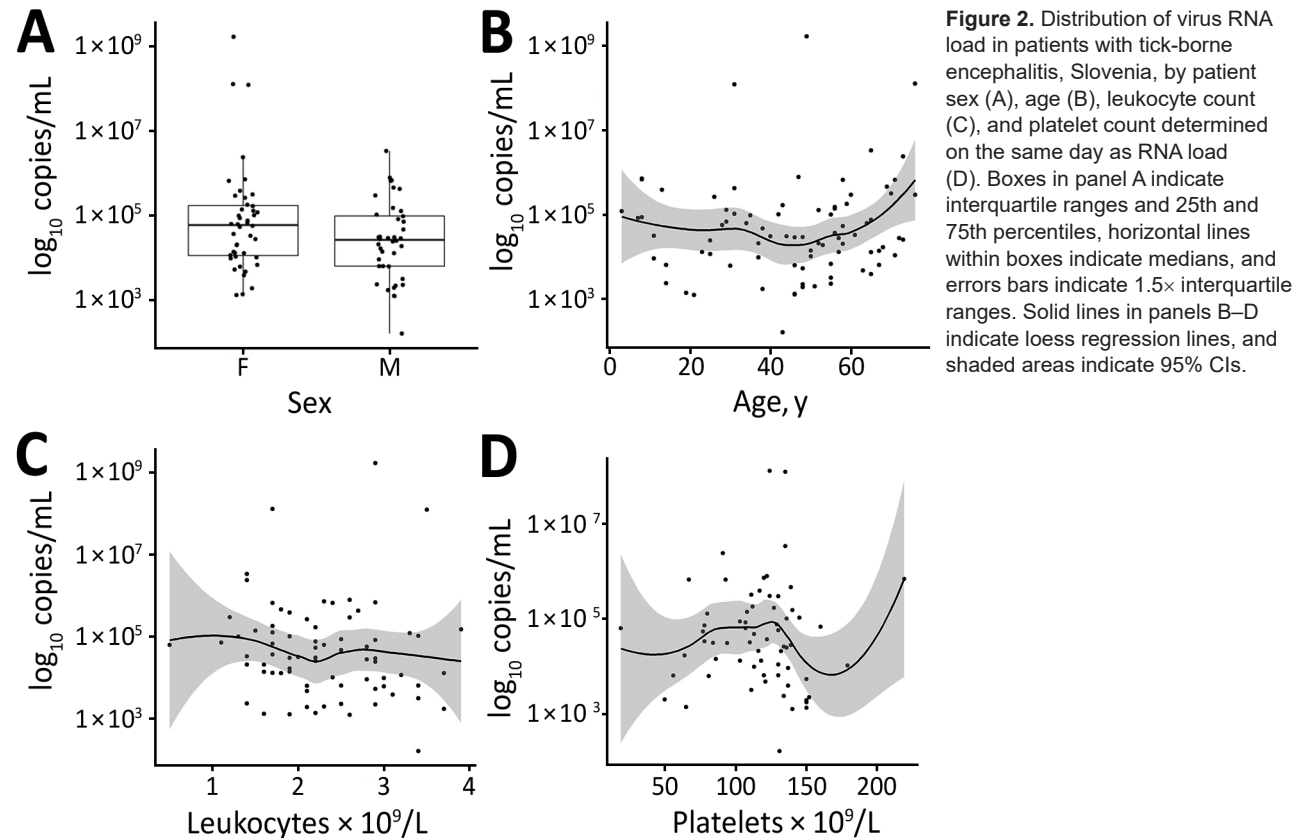 A
log10 copies/mL
1×10⁹
1×10⁷
1×10⁵
1×10³
F M
Sex
B
log10 copies/mL
1×10⁹
1×10⁷
1×10⁵
1×10³
0 20 40 60
Age, y
Figure 2. Distribution of virus RNA
load in patients with tick-borne
encephalitis, Slovenia, by patient
sex (A), age (B), leukocyte count
(C), and platelet count determined
on the same day as RNA load
(D). Boxes in panel A indicate
interquartile ranges and 25th and
75th percentiles, horizontal lines
within boxes indicate medians, and
errors bars indicate 1.5× interquartile
ranges. Solid lines in panels B–D
indicate loess regression lines, and
shaded areas indicate 95% CIs.
C
log10 copies/mL
1×10⁹
1×10⁷
1×10⁵
1×10³
1 2 3 4
Leukocytes × 10⁹/L
D
log10 copies/mL
1×10⁷
1×10⁵
1×10³
50 100 150 200
Platelets × 10⁹/L